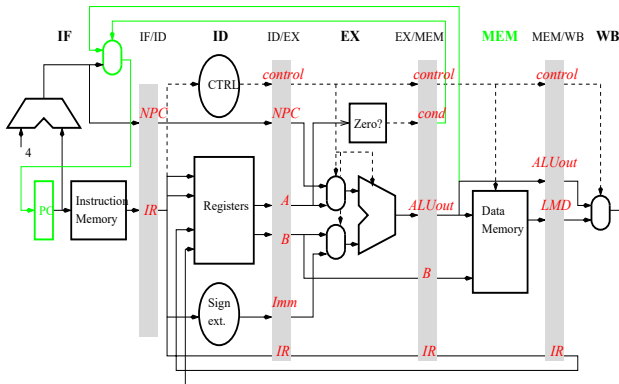 IF IF/ID ID ID/EX EX EX/MEM MEM MEM/WB WB
CTRL control control control
NPC NPC Zero? cond
4
ALUout
PC Instruction Memory IR Registers A ALUout Data Memory LMD
B
B
Sign ext. Imm
IR IR IR